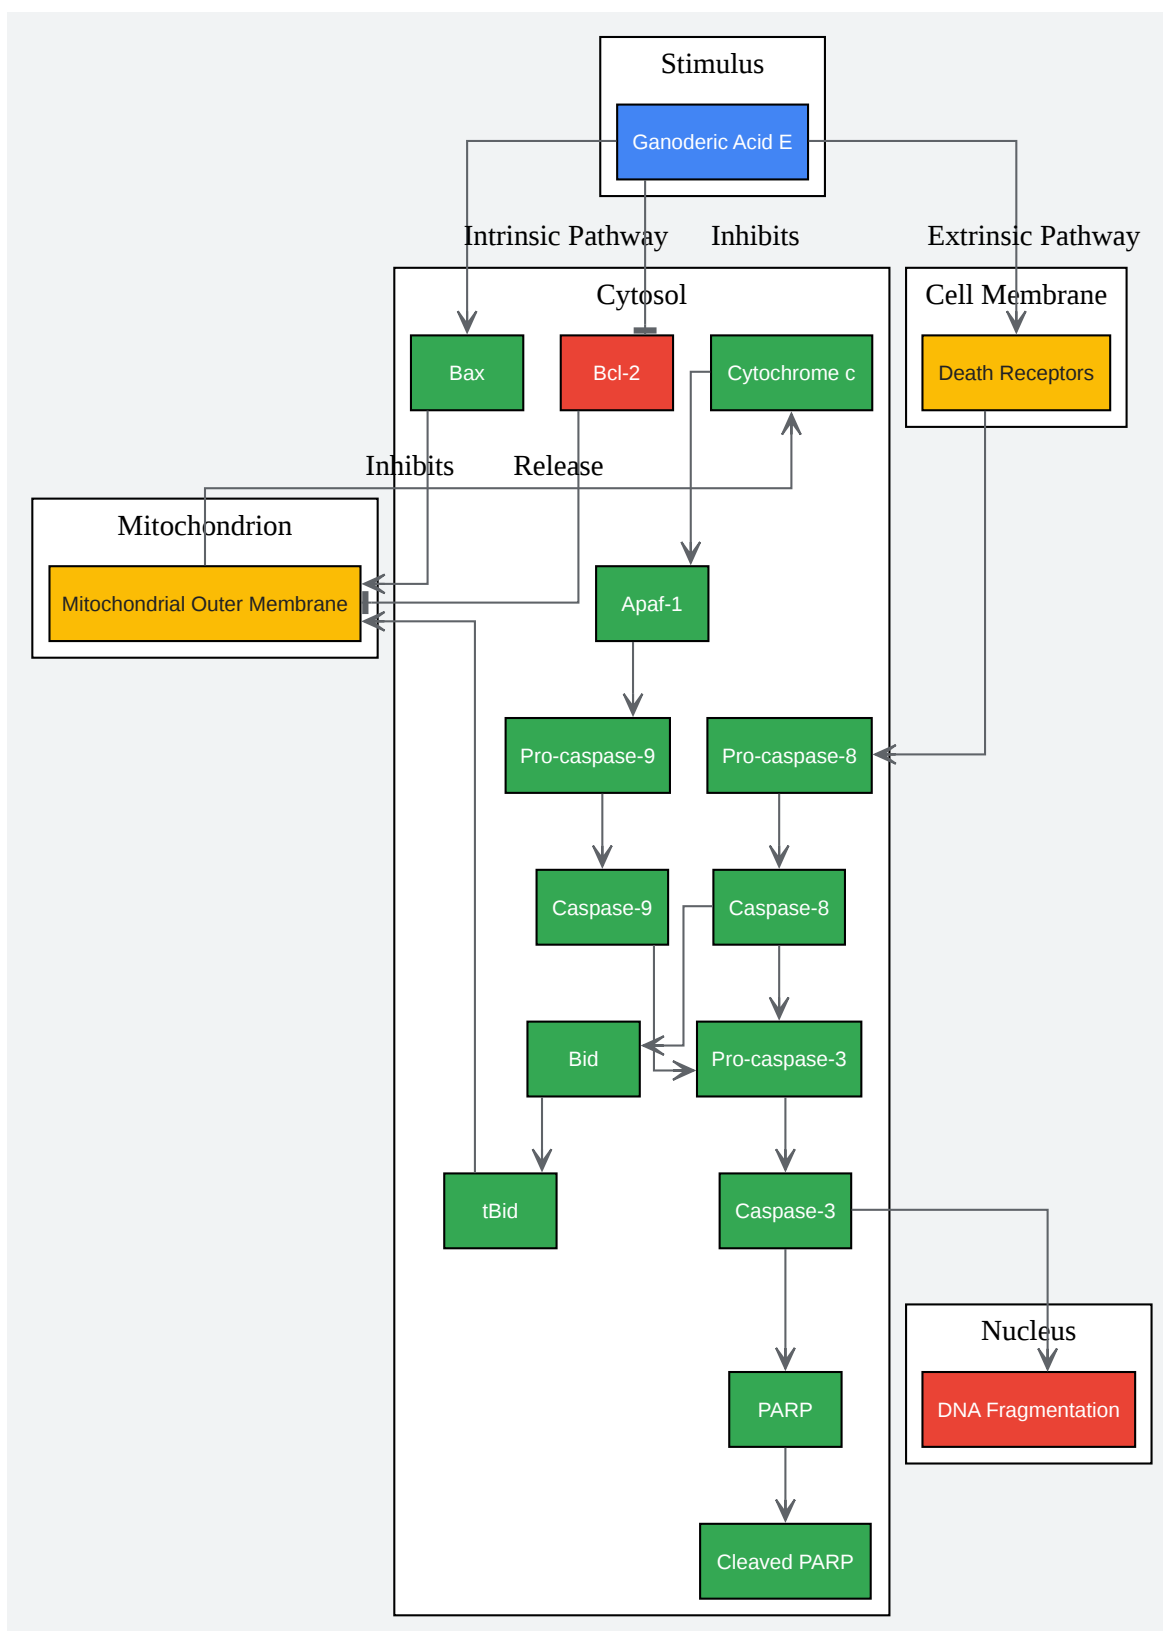 Stimulus
Ganoderic Acid E
Intrinsic Pathway
Inhibits
Extrinsic Pathway
Cytosol
Cell Membrane
Bax
Bcl-2
Cytochrome c
Death Receptors
Inhibits
Release
Mitochondrion
Mitochondrial Outer Membrane
Apaf-1
Pro-caspase-9
Pro-caspase-8
Caspase-9
Caspase-8
Bid
Pro-caspase-3
tBid
Caspase-3
Nucleus
PARP
DNA Fragmentation
Cleaved PARP